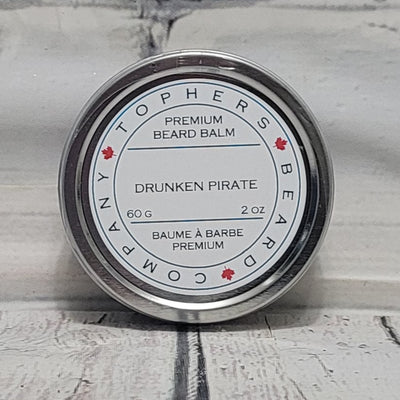 TOPHERS BEARD COMPANY
PREMIUM
BEARD BALM
DRUNKEN PIRATE
60 G 2 OZ
BAUME À BARBE
PREMIUM